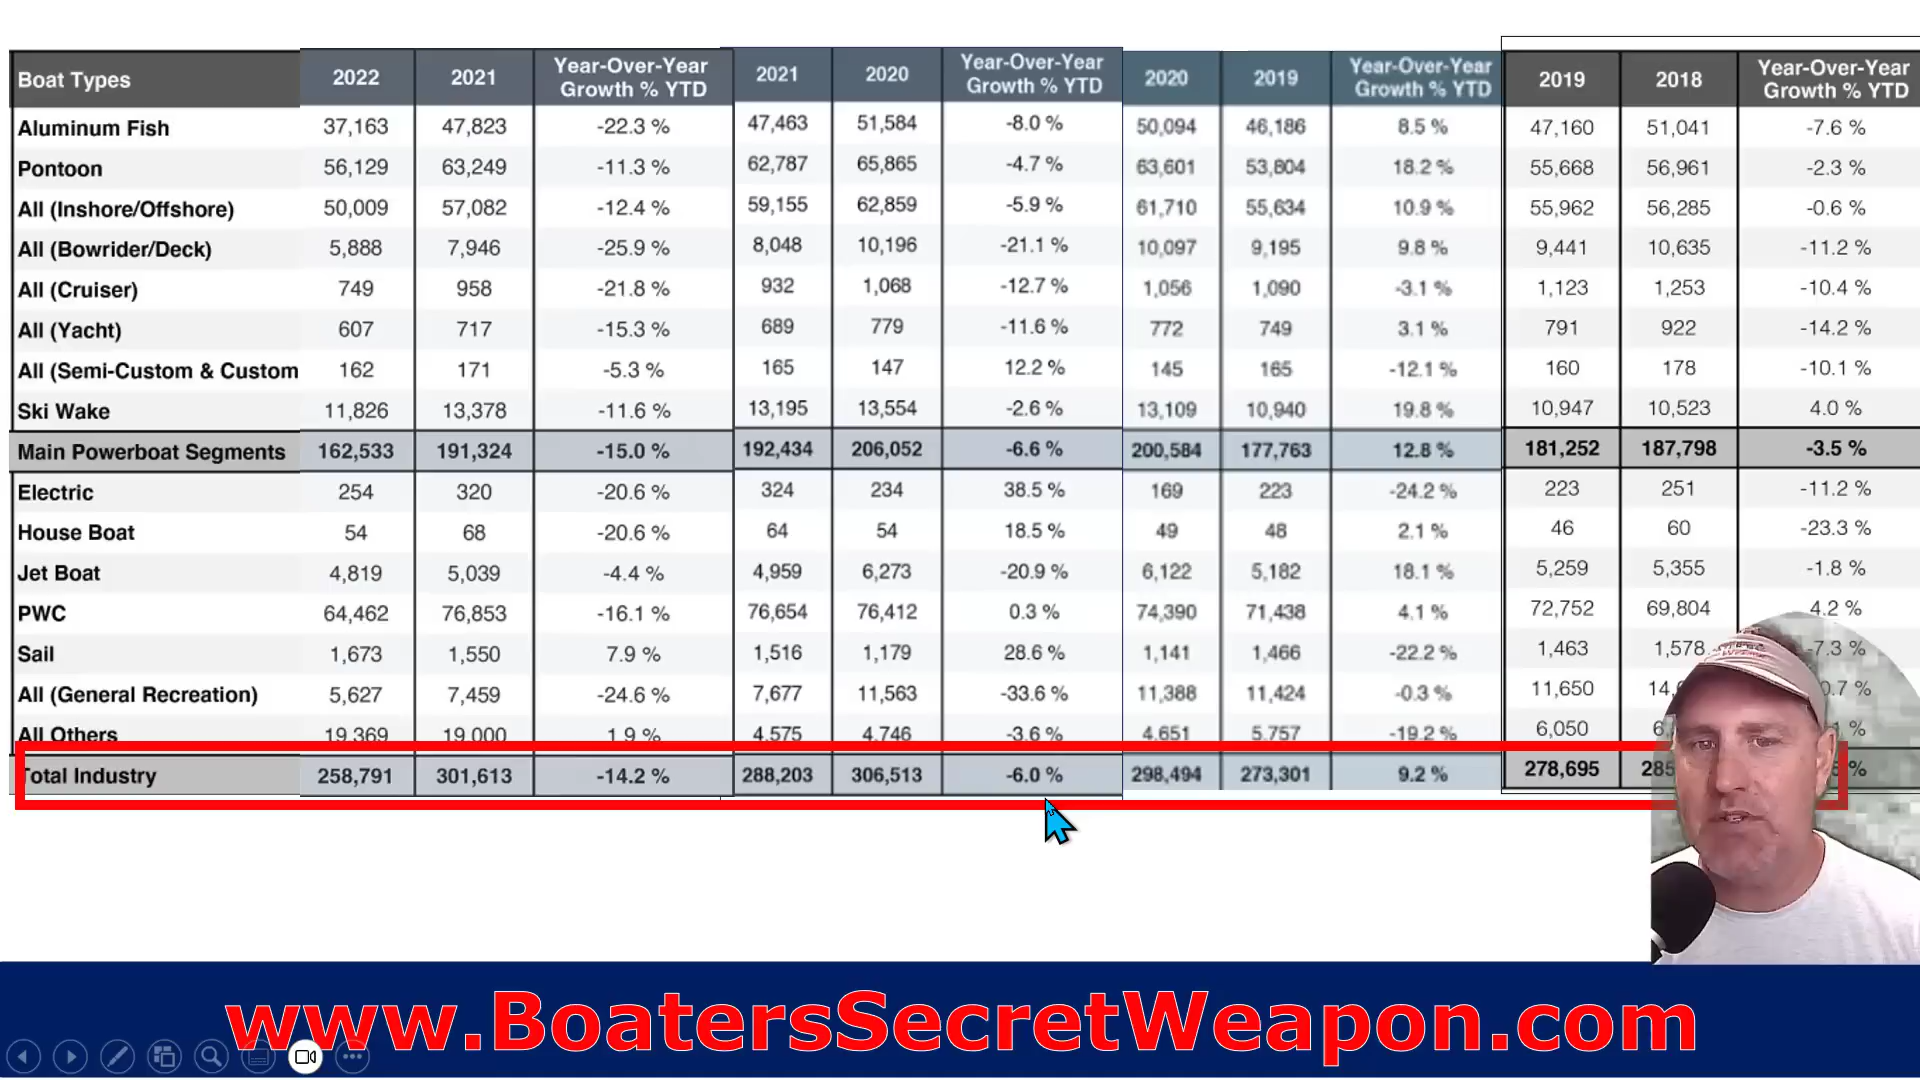 Boat Types 2022 2021 Year-Over-Year Growth % YTD 2021 2020 Year-Over-Year Growth % YTD 2020 2019 Year-Over-Year Growth % YTD 2019 2018 Year-Over-Year Growth % YTD
Aluminum Fish 37,163 47,823 -22.3 % 47,463 51,584 -8.0 % 50,094 46,186 8.5 % 47,160 51,041 -7.6 %
Pontoon 56,129 63,249 -11.3 % 62,787 65,865 -4.7 % 63,601 53,804 18.2 % 55,668 56,961 -2.3 %
All (Inshore/Offshore) 50,009 57,082 -12.4 % 59,155 62,859 -5.9 % 61,710 55,634 10.9 % 55,962 56,285 -0.6 %
All (Bowrider/Deck) 5,888 7,946 -25.9 % 8,048 10,196 -21.1 % 10,097 9,195 9.8 % 9,441 10,635 -11.2 %
All (Cruiser) 749 958 -21.8 % 932 1,068 -12.7 % 1,056 1,090 -3.1 % 1,123 1,253 -10.4 %
All (Yacht) 607 717 -15.3 % 689 779 -11.6 % 772 749 3.1 % 791 922 -14.2 %
All (Semi-Custom & Custom 162 171 -5.3 % 165 147 12.2 % 145 165 -12.1 % 160 178 -10.1 %
Ski Wake 11,826 13,378 -11.6 % 13,195 13,554 -2.6 % 13,109 10,940 19.8 % 10,947 10,523 4.0 %
Main Powerboat Segments 162,533 191,324 -15.0 % 192,434 206,052 -6.6 % 200,584 177,763 12.8 % 181,252 187,798 -3.5 %
Electric 254 320 -20.6 % 324 234 38.5 % 169 223 -24.2 % 223 251 -11.2 %
House Boat 54 68 -20.6 % 64 54 18.5 % 49 48 2.1 % 46 60 -23.3 %
Jet Boat 4,819 5,039 -4.4 % 4,959 6,273 -20.9 % 6,122 5,182 18.1 % 5,259 5,355 -1.8 %
PWC 64,462 76,853 -16.1 % 76,654 76,412 0.3 % 74,390 71,438 4.1 % 72,752 69,804 4.2 %
Sail 1,673 1,550 7.9 % 1,516 1,179 28.6 % 1,141 1,466 -22.2 % 1,463 1,578 -7.3 %
All (General Recreation) 5,627 7,459 -24.6 % 7,677 11,563 -33.6 % 11,388 11,424 -0.3 % 11,650
All Others 19,369 19,000 1.9 % 4,575 4,746 -3.6 % 4,651 5,757 -19.2 % 6,050
Total Industry 258,791 301,613 -14.2 % 288,203 306,513 -6.0 % 298,494 273,301 9.2 % 278,695
www.BoatersSecretWeapon.com